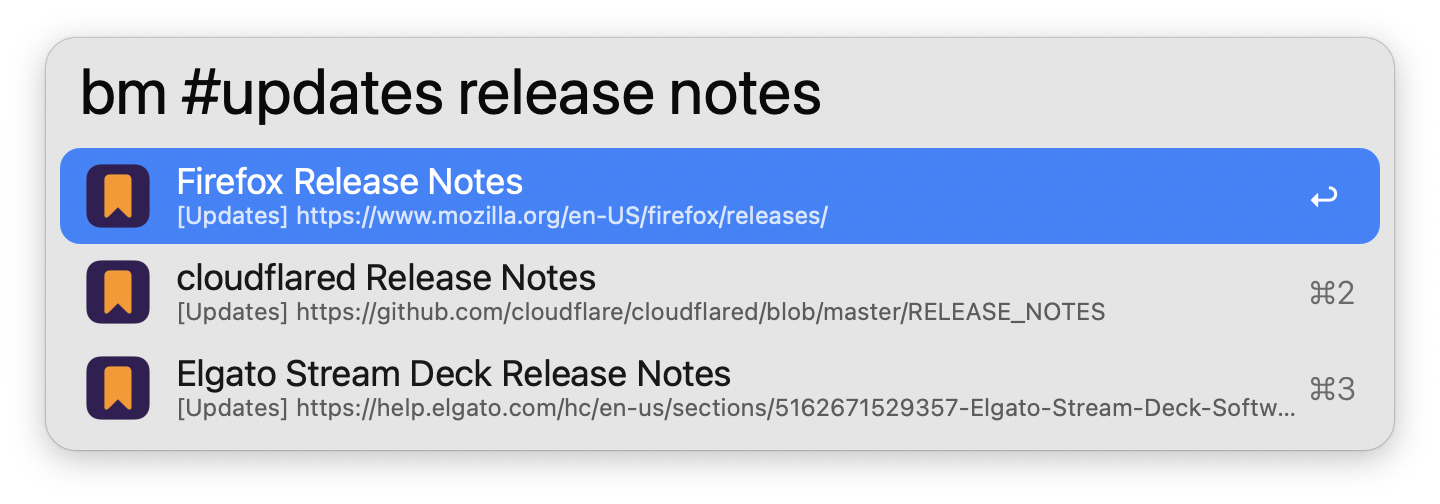 bm #updates release notes
Firefox Release Notes
[Updates] https://www.mozilla.org/en-US/firefox/releases/
cloudflared Release Notes
[Updates] https://github.com/cloudflare/cloudflared/blob/master/RELEASE_NOTES
⌘2
Elgato Stream Deck Release Notes
[Updates] https://help.elgato.com/hc/en-us/sections/5162671529357-Elgato-Stream-Deck-Softw...
⌘3